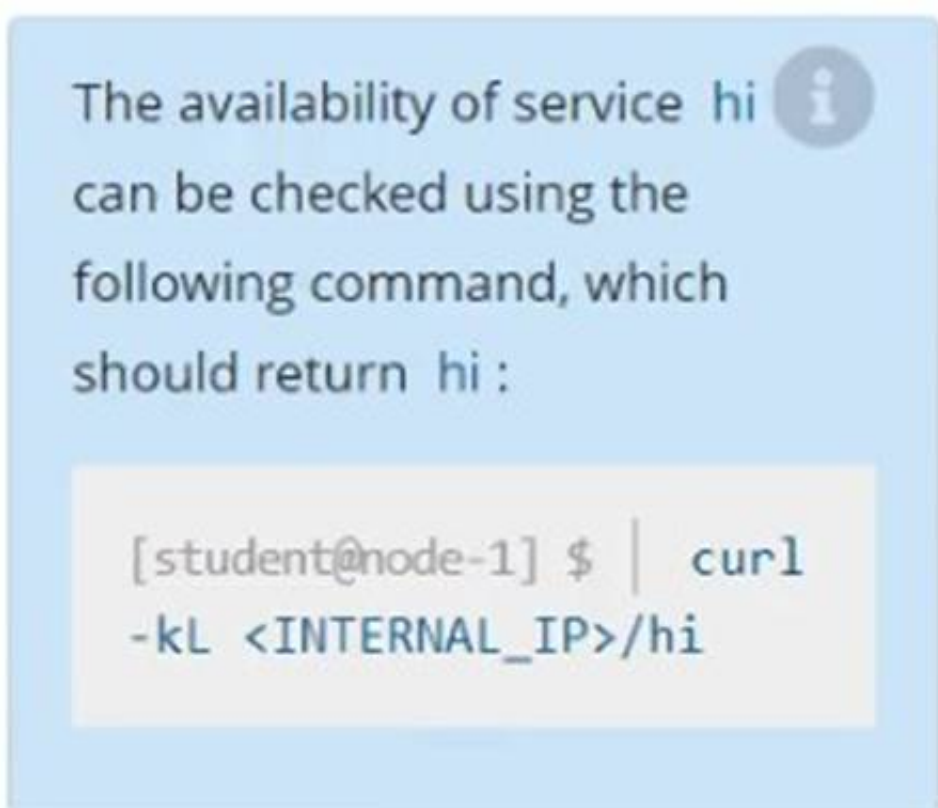 The availability of service hi
can be checked using the
following command, which
should return hi :
[student@node-1] $ | curl
-kL <INTERNAL_IP>/hi